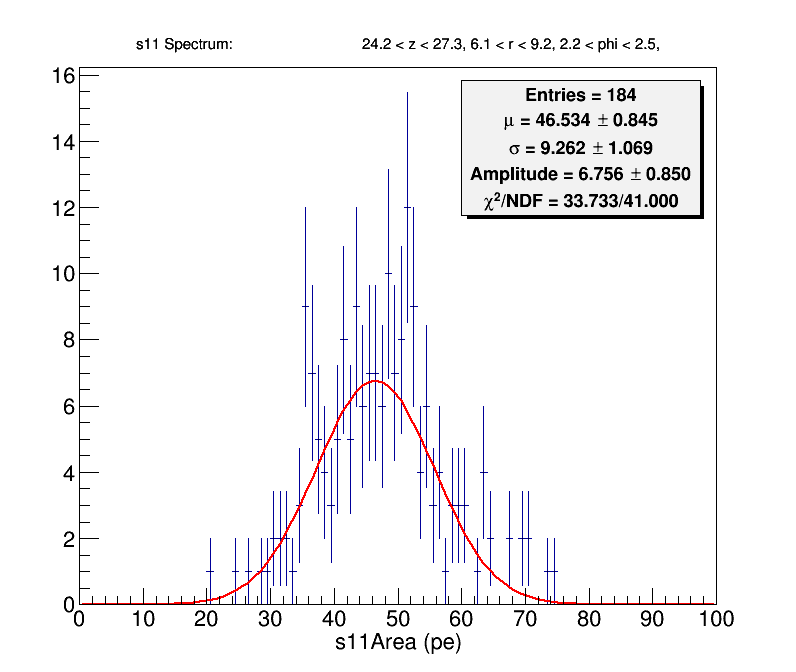 s11 Spectrum: 24.2 < z < 27.3, 6.1 < r < 9.2, 2.2 < phi < 2.5,
Entries = 184
μ = 46.534 ± 0.845
σ = 9.262 ± 1.069
Amplitude = 6.756 ± 0.850
χ²/NDF = 33.733/41.000
16
14
12
10
8
6
4
2
0
0 10 20 30 40 50 60 70 80 90 100
s11Area (pe)